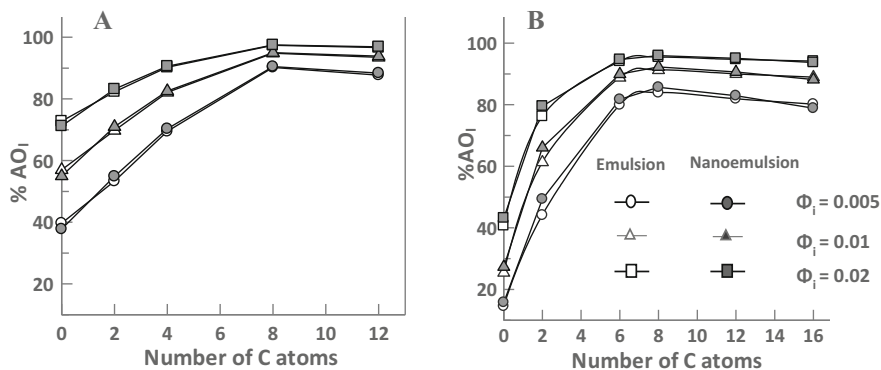 A
100
80
60
40
20
% AOI
0 2 4 6 8 10 12
Number of C atoms
B
100
80
60
40
20
% AOI
0 2 4 6 8 10 12 14 16
Number of C atoms
Emulsion Nanoemulsion
Φi = 0.005
Φi = 0.01
Φi = 0.02